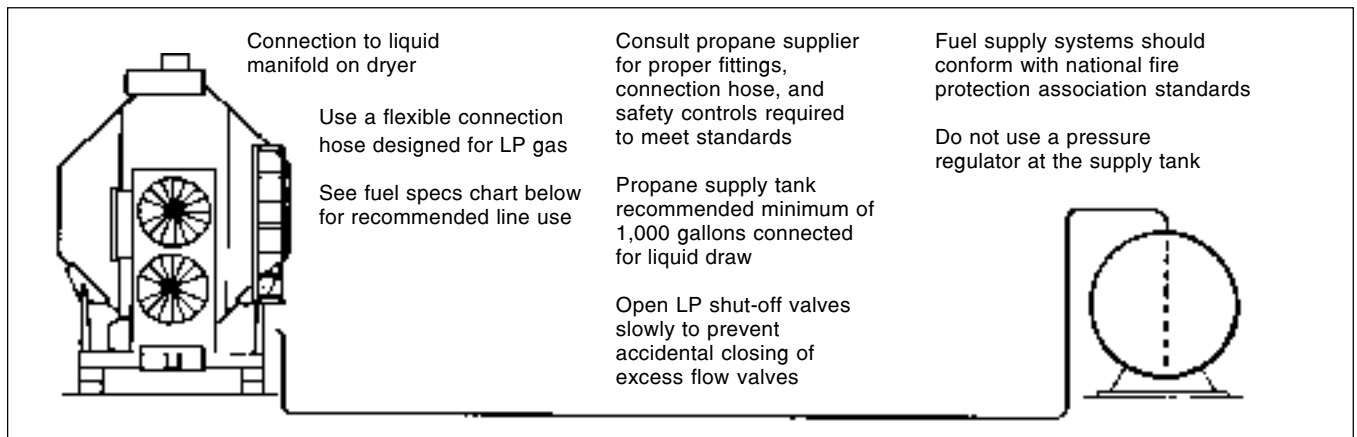 Connection to liquid
manifold on dryer
Use a flexible connection
hose designed for LP gas
See fuel specs chart below
for recommended line use
Consult propane supplier
for proper fittings,
connection hose, and
safety controls required
to meet standards
Propane supply tank
recommended minimum of
1,000 gallons connected
for liquid draw
Open LP shut-off valves
slowly to prevent
accidental closing of
excess flow valves
Fuel supply systems should
conform with national fire
protection association standards
Do not use a pressure
regulator at the supply tank